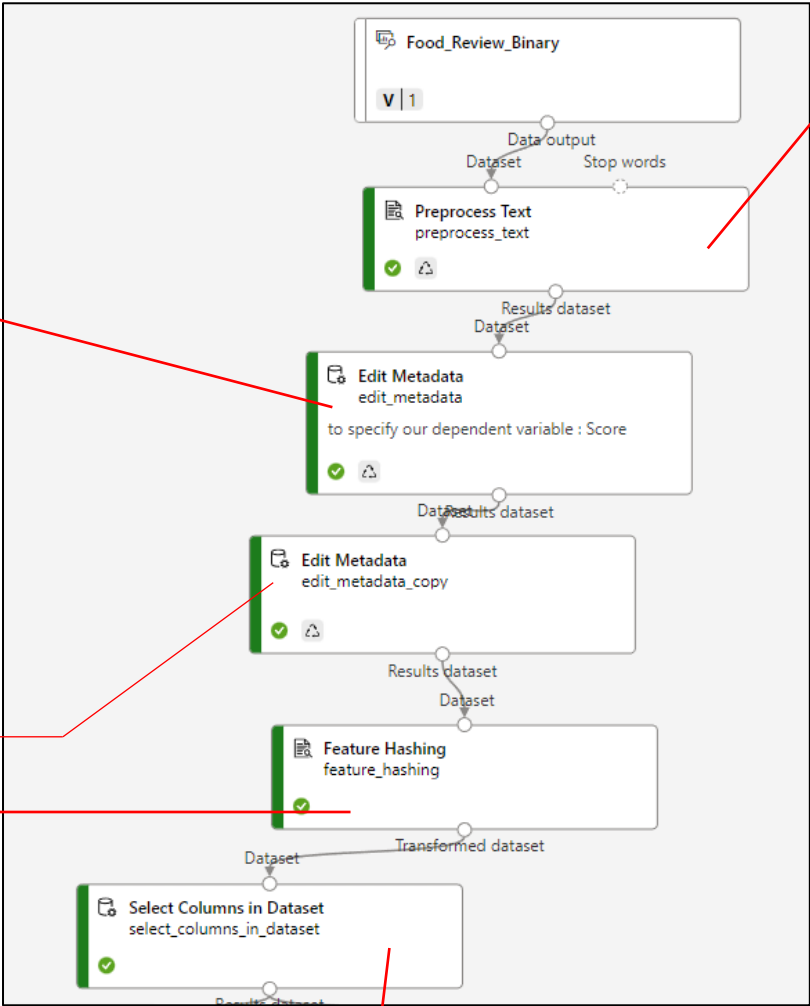 Food_Review_Binary
V | 1
Data output
Dataset
Stop words
Preprocess Text
preprocess_text
Results dataset
Dataset
Edit Metadata
edit_metadata
to specify our dependent variable : Score
Dataset
Results dataset
Edit Metadata
edit_metadata_copy
Results dataset
Dataset
Feature Hashing
feature_hashing
Transformed dataset
Dataset
Select Columns in Dataset
select_columns_in_dataset
Results dataset